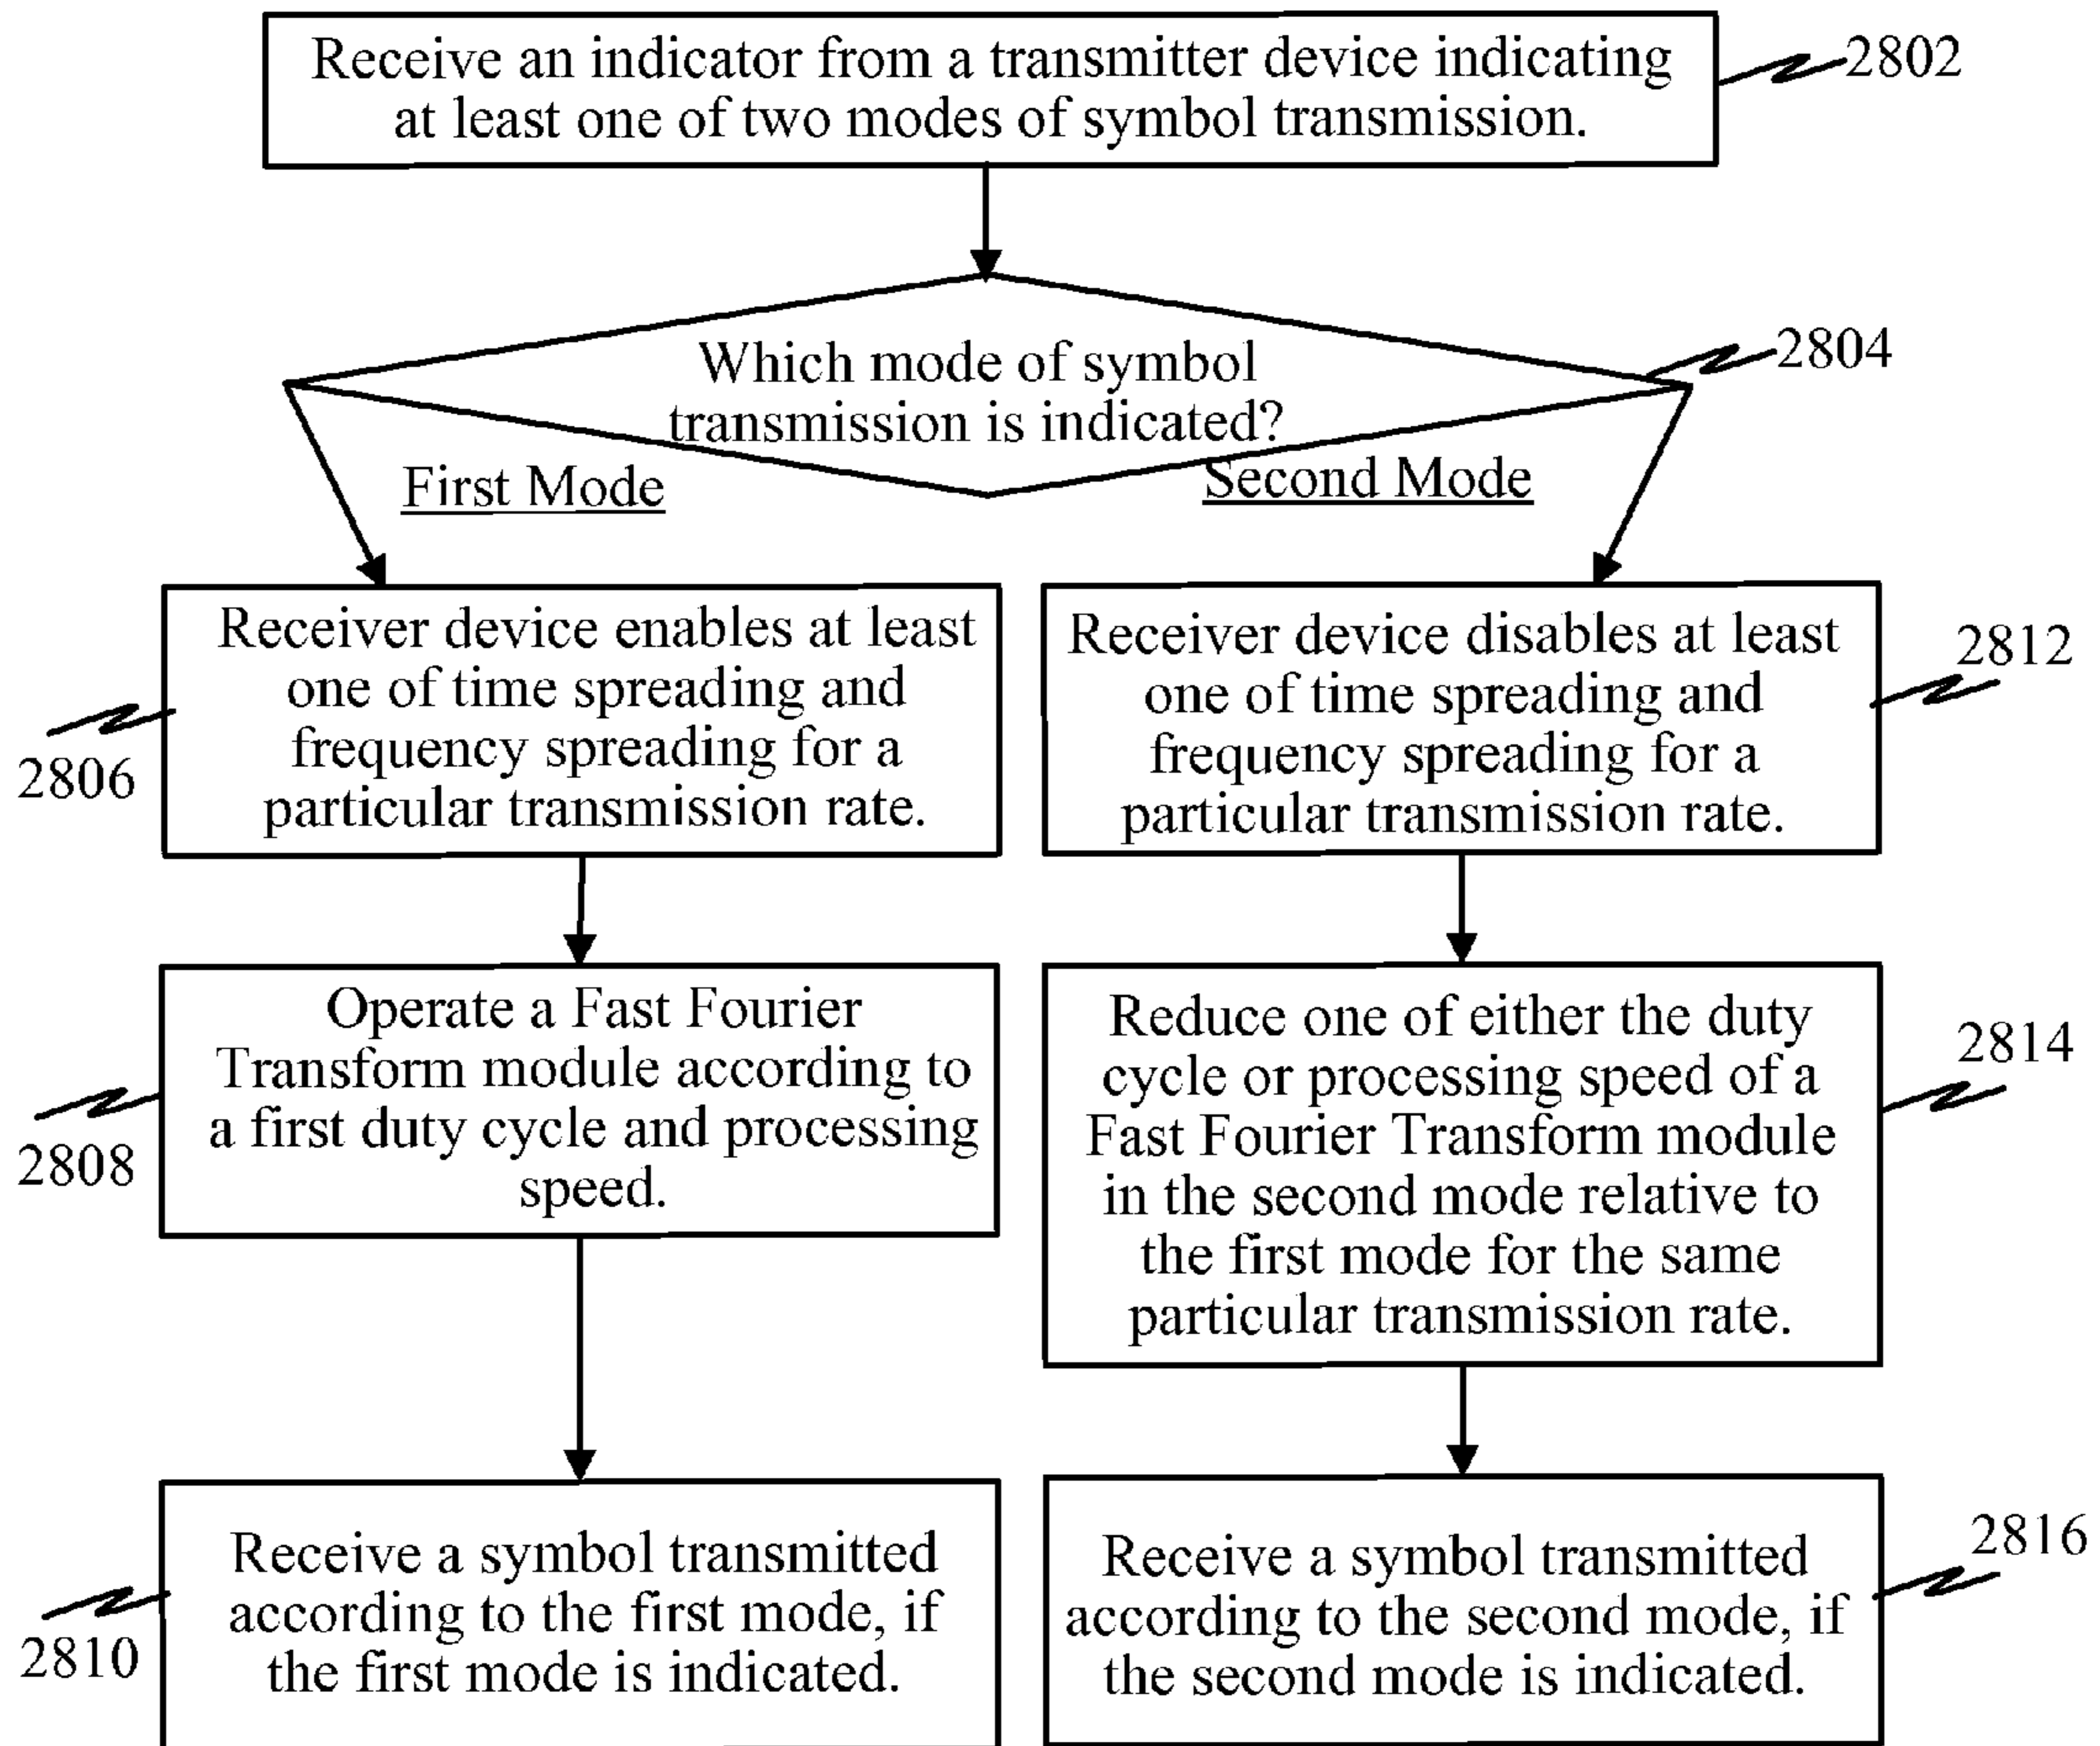 Receive an indicator from a transmitter device indicating
at least one of two modes of symbol transmission.
2802
Which mode of symbol
transmission is indicated?
2804
First Mode
Second Mode
Receiver device enables at least
one of time spreading and
frequency spreading for a
particular transmission rate.
2806
Receiver device disables at least
one of time spreading and
frequency spreading for a
particular transmission rate.
2812
Operate a Fast Fourier
Transform module according to
a first duty cycle and processing
speed.
2808
Reduce one of either the duty
cycle or processing speed of a
Fast Fourier Transform module
in the second mode relative to
the first mode for the same
particular transmission rate.
2814
Receive a symbol transmitted
according to the first mode, if
the first mode is indicated.
2810
Receive a symbol transmitted
according to the second mode, if
the second mode is indicated.
2816